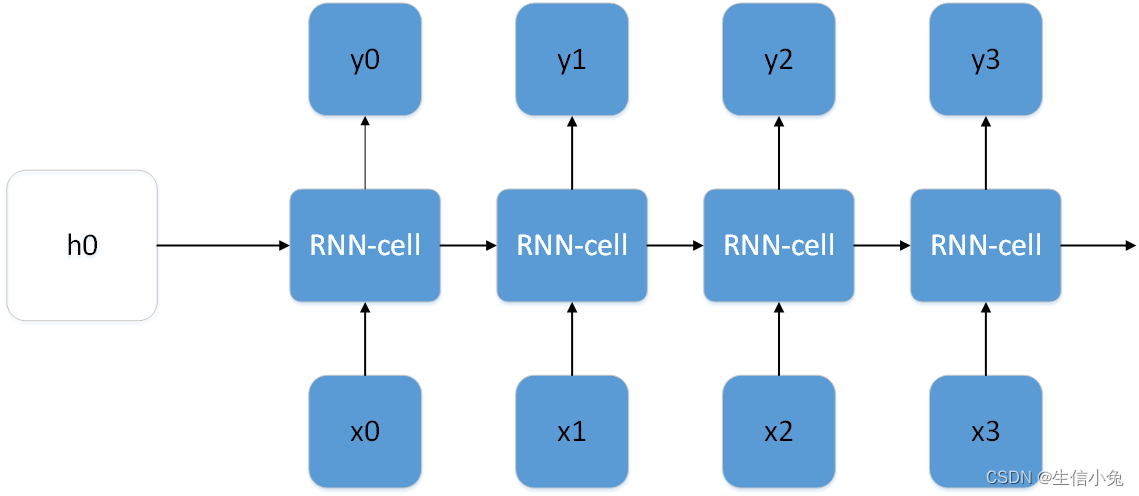 y0 y1 y2 y3
h0 RNN-cell RNN-cell RNN-cell RNN-cell
x0 x1 x2 x3
CSDN @生信小兔